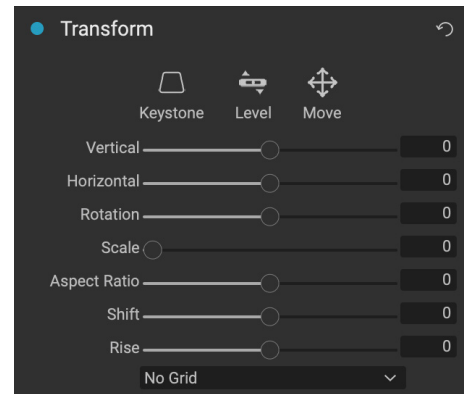 Transform
Keystone Level Move
Vertical 0
Horizontal 0
Rotation 0
Scale 0
Aspect Ratio 0
Shift 0
Rise 0
No Grid